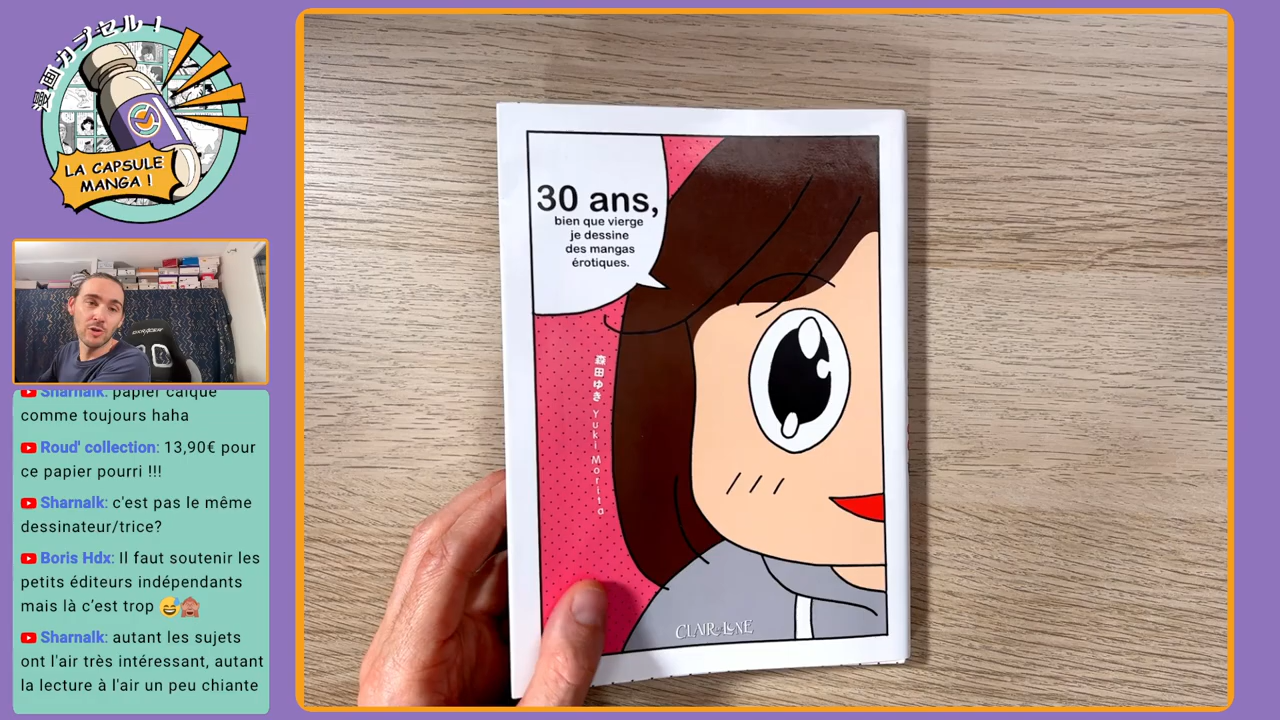 漫画カプセル！
LA CAPSULE
MANGA !
30 ans,
bien que vierge
je dessine
des mangas
érotiques.
森田ゆき Yuki Morita
CLAIR DE LUNE
Sharnalk: papier calque
comme toujours haha
Roud' collection: 13,90€ pour
ce papier pourri !!!
Sharnalk: c'est pas le même
dessinateur/trice?
Boris Hdx: Il faut soutenir les
petits éditeurs indépendants
mais là c’est trop 😅🙈
Sharnalk: autant les sujets
ont l'air très intéressant, autant
la lecture à l'air un peu chiante